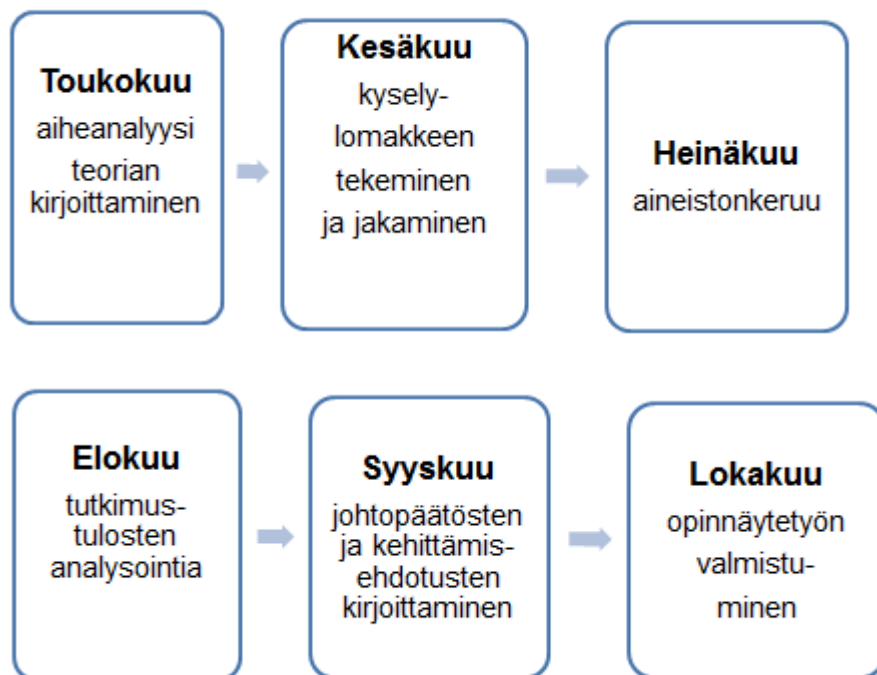 Toukokuu
aiheanalyysi
teorian
kirjoittaminen
Kesäkuu
kysely-
lomakkeen
tekeminen
ja jakaminen
Heinäkuu
aineistonkeruu
Elokuu
tutkimus-
tulosten
analysointia
Syyskuu
johtopäätösten
ja kehittämis-
ehdotusten
kirjoittaminen
Lokakuu
opinnäytetyön
valmistu-
minen